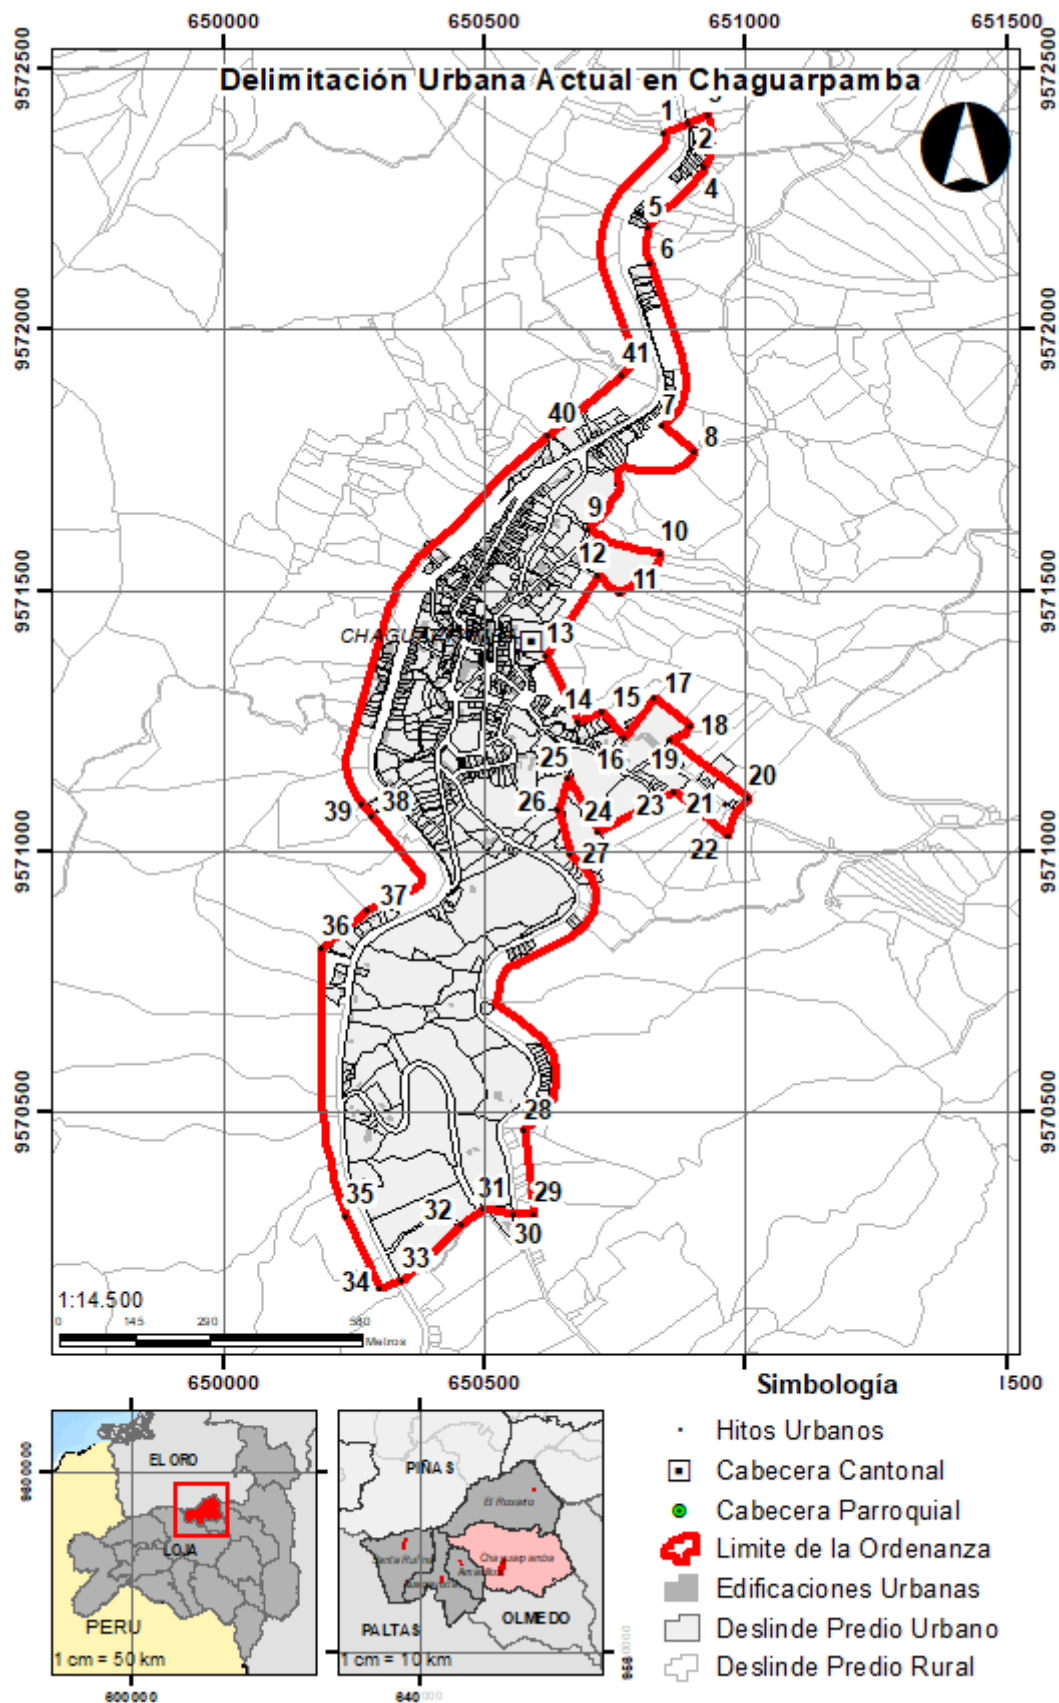 650000 650500 651000 651500
9572500 9572500
Delimitación Urbana Actual en Chaguarpamba
1
2
4
5
6
9572000 9572000
41
7
40
8
9
10
12
11
9571500 9571500
13
14 15 17
18
16 19
25
20
26 24 23 21
39 38
22
27
9571000 9571000
37
36
28
9570500 9570500
35 31 29
32 30
33
34
1:14.500
0 145 290 580
Metros
650000 650500 1500
Simbología
Hitos Urbanos
Cabecera Cantonal
Cabecera Parroquial
Limite de la Ordenanza
Edificaciones Urbanas
Deslinde Predio Urbano
Deslinde Predio Rural
EL ORO
LOJA
PERU
1 cm = 50 km
PIÑAS
El Rosario
Chaguarpamba
PALTAS
OLMEDO
1 cm = 10 km